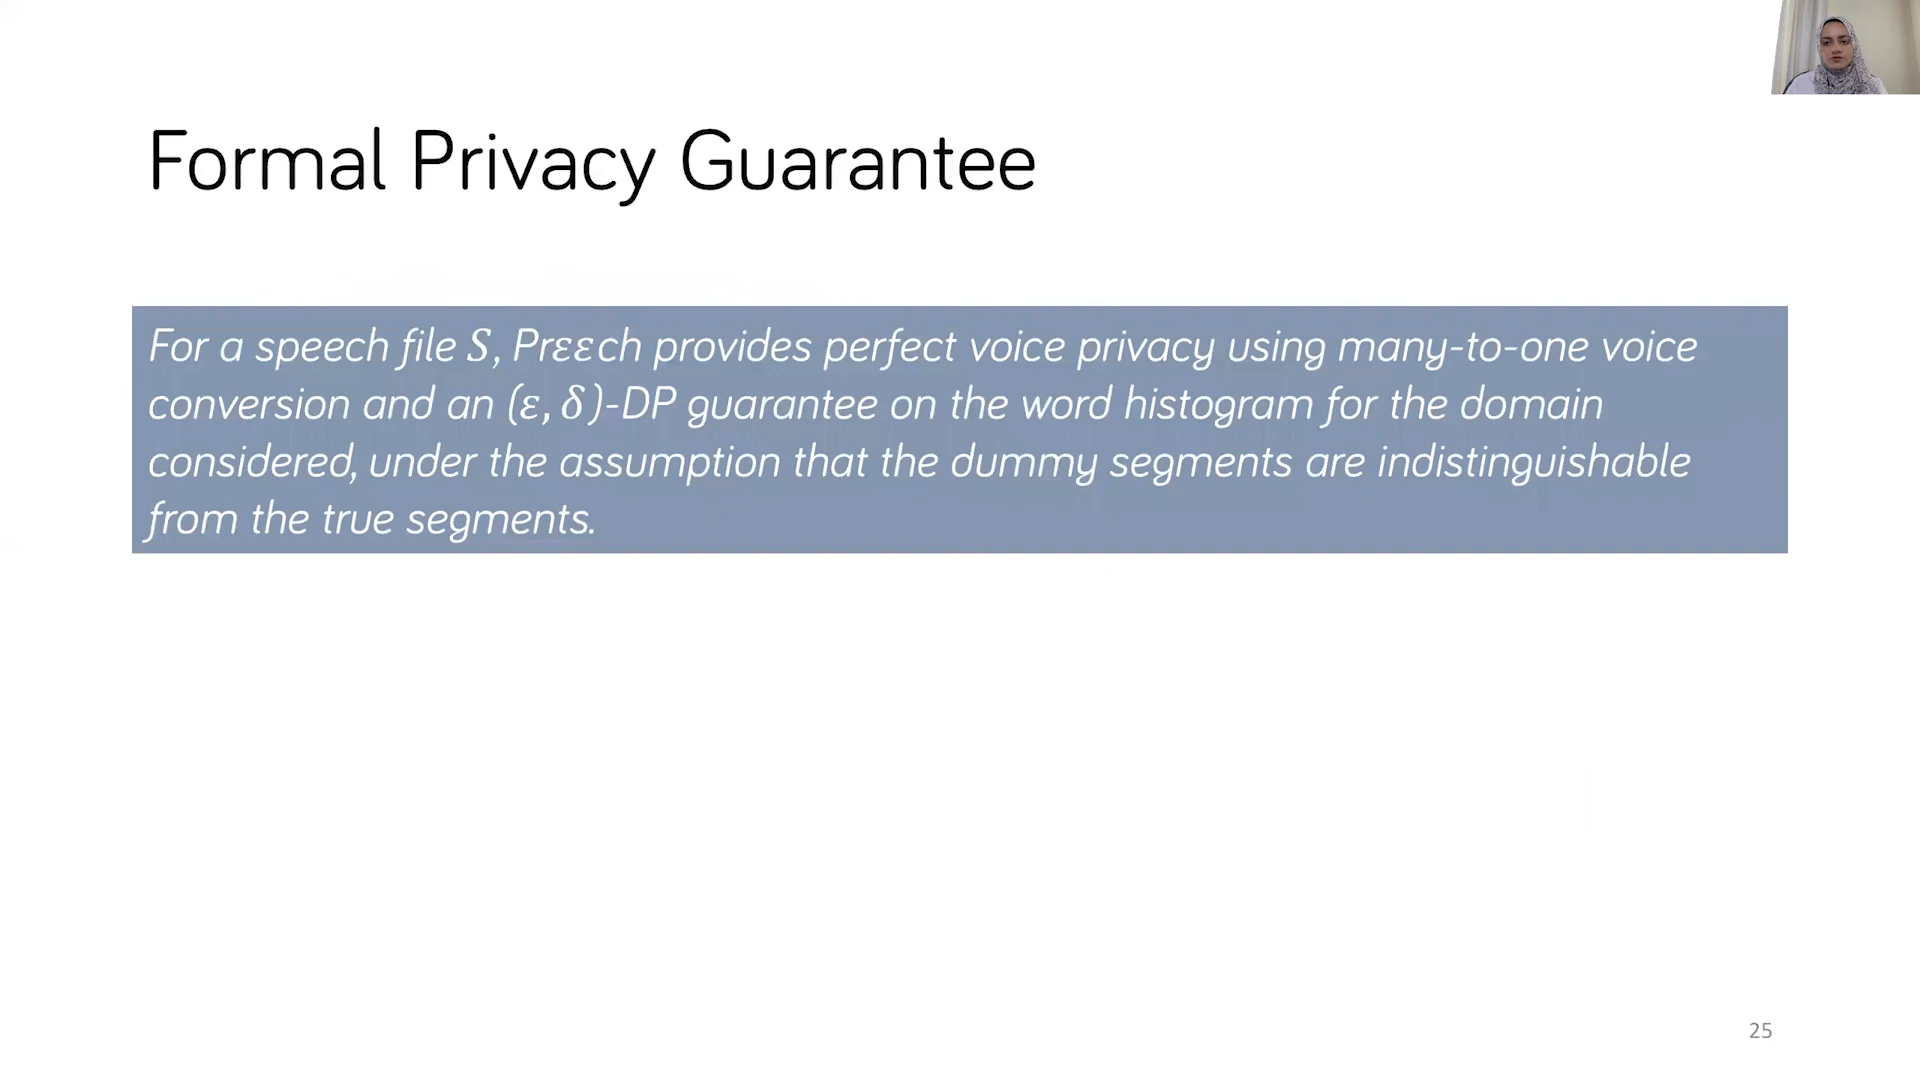 Formal Privacy Guarantee
For a speech file S, Prεεch provides perfect voice privacy using many-to-one voice
conversion and an (ε, δ)-DP guarantee on the word histogram for the domain
considered, under the assumption that the dummy segments are indistinguishable
from the true segments.
25